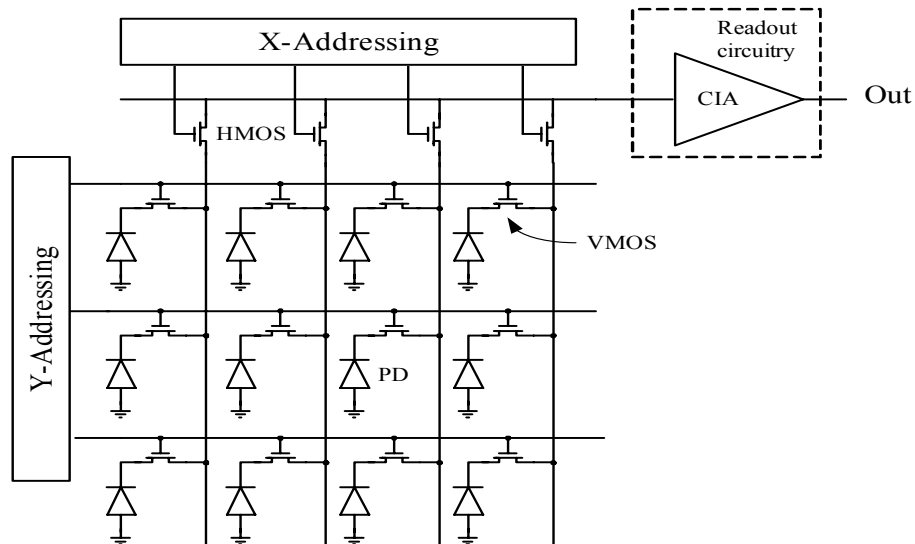 X-Addressing
Readout
circuitry
CIA
Out
HMOS
Y-Addressing
VMOS
PD